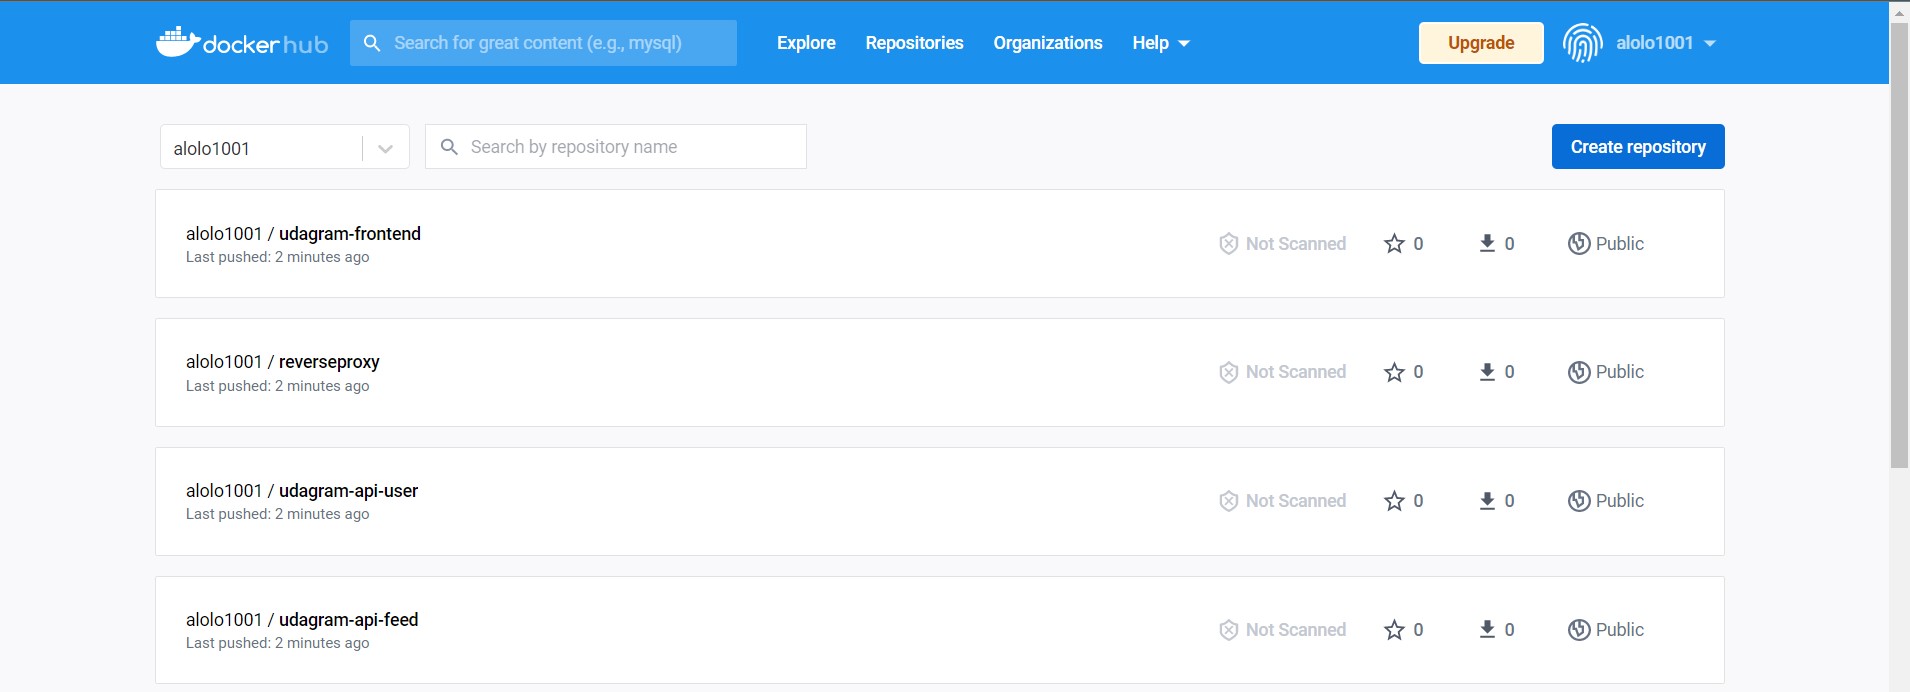 docker hub
Search for great content (e.g., mysql)
Explore
Repositories
Organizations
Help
Upgrade
alolo1001
alolo1001
Search by repository name
Create repository
alolo1001 / udagram-frontend
Last pushed: 2 minutes ago
Not Scanned
0
0
Public
alolo1001 / reverseproxy
Last pushed: 2 minutes ago
Not Scanned
0
0
Public
alolo1001 / udagram-api-user
Last pushed: 2 minutes ago
Not Scanned
0
0
Public
alolo1001 / udagram-api-feed
Last pushed: 2 minutes ago
Not Scanned
0
0
Public